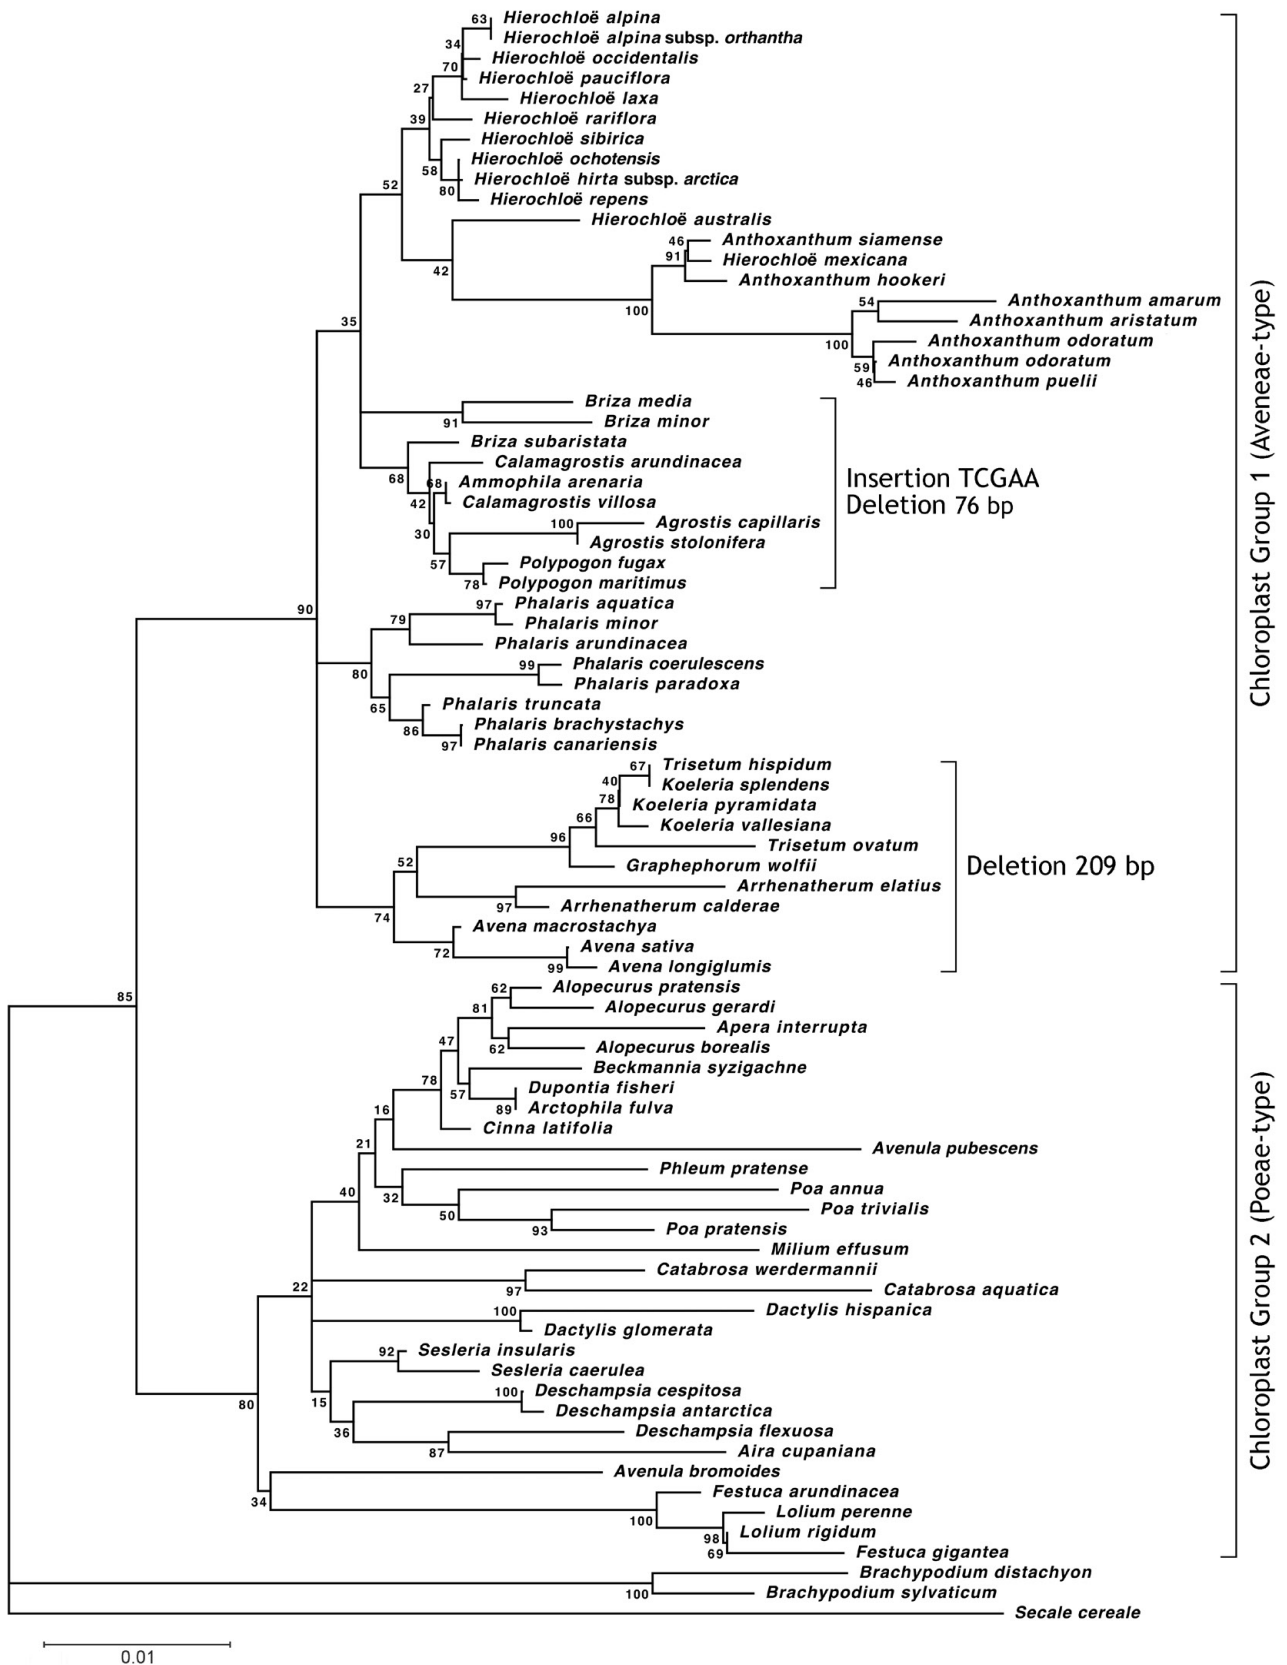 63 Hierochloë alpina
Hierochloë alpina subsp. orthantha
34
Hierochloë occidentalis
70
Hierochloë pauciflora
27
Hierochloë laxa
39
Hierochloë rariflora
Hierochloë sibirica
Hierochloë ochotensis
58
Hierochloë hirta subsp. arctica
52
80
Hierochloë repens
Hierochloë australis
46 Anthoxanthum siamense
91
Hierochloë mexicana
42
Anthoxanthum hookeri
100
54 Anthoxanthum amarum
35
Anthoxanthum aristatum
100
Anthoxanthum odoratum
59
Anthoxanthum odoratum
46 Anthoxanthum puelii
Briza media
91 Briza minor
Briza subaristata
Calamagrostis arundinacea
68
68 Ammophila arenaria
42
Calamagrostis villosa
100 Agrostis capillaris
30
Agrostis stolonifera
57
Polypogon fugax
78 Polypogon maritimus
Insertion TCGAA
Deletion 76 bp
90
97 Phalaris aquatica
79
Phalaris minor
Phalaris arundinacea
80
99 Phalaris coerulescens
Phalaris paradoxa
65
Phalaris truncata
86
Phalaris brachystachys
97 Phalaris canariensis
67 Trisetum hispidum
40
Koeleria splendens
78
Koeleria pyramidata
66
Koeleria vallesiana
96
Trisetum ovatum
52
Graphephorum wolfii
Arrhenatherum elatius
97 Arrhenatherum calderae
74
Avena macrostachya
72
Avena sativa
99 Avena longiglumis
Deletion 209 bp
Chloroplast Group 1 (Aveneae-type)
85
62 Alopecurus pratensis
81
Alopecurus gerardi
Apera interrupta
47
62 Alopecurus borealis
Beckmannia syzigachne
78
57
Dupontia fisheri
89 Arctophila fulva
16
Cinna latifolia
21
Avenula pubescens
Phleum pratense
40
32
Poa annua
50
Poa trivialis
93 Poa pratensis
Milium effusum
22
Catabrosa werdermannii
97 Catabrosa aquatica
100 Dactylis hispanica
Dactylis glomerata
92 Sesleria insularis
Sesleria caerulea
80
15
100 Deschampsia cespitosa
Deschampsia antarctica
36
Deschampsia flexuosa
87 Aira cupaniana
Avenula bromoides
34
Festuca arundinacea
100
Lolium perenne
98 Lolium rigidum
69 Festuca gigantea
Chloroplast Group 2 (Poeae-type)
Brachypodium distachyon
100 Brachypodium sylvaticum
Secale cereale
0.01